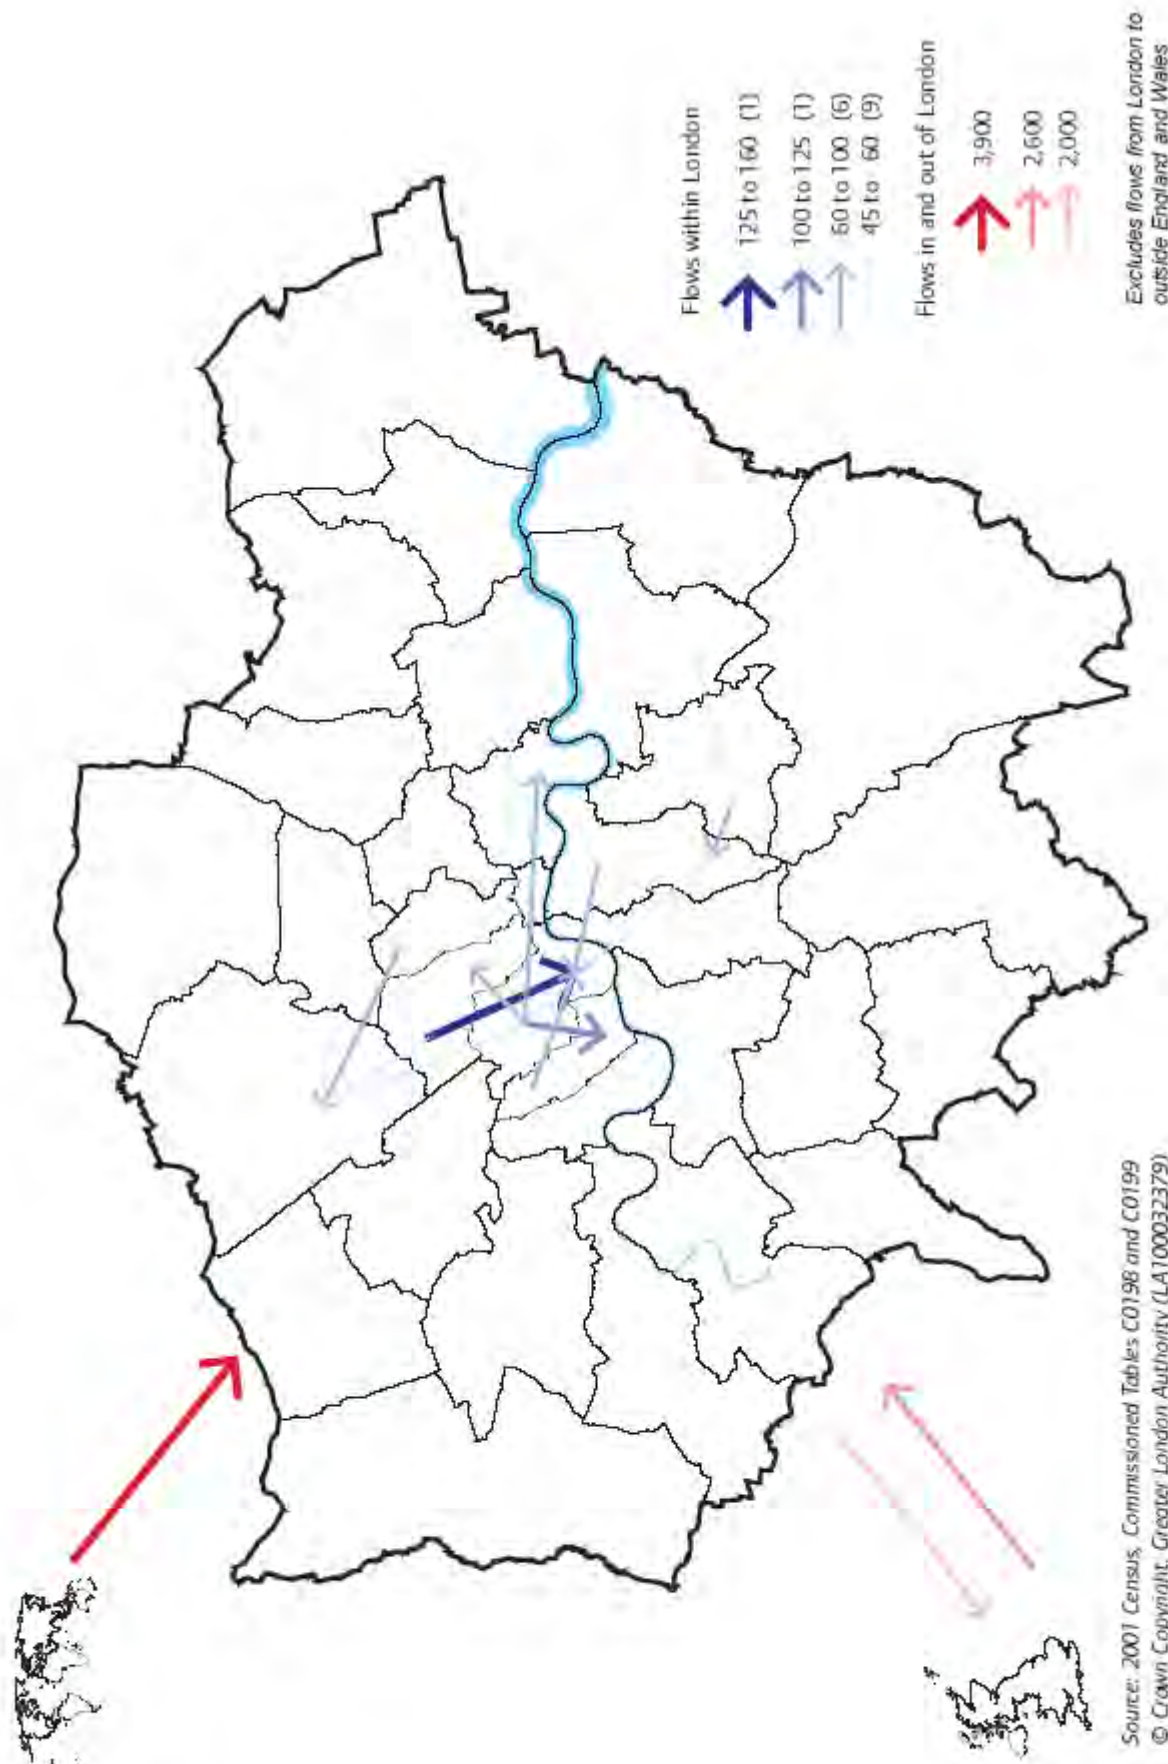 Flows within London
125 to 160 (1)
100 to 125 (1)
60 to 100 (6)
45 to 60 (9)
Flows in and out of London
3,900
2,600
2,000
Excludes flows from London to
outside England and Wales
Source: 2001 Census, Commissioned Tables C0198 and C0199
© Crown Copyright. Greater London Authority (LA100032379)